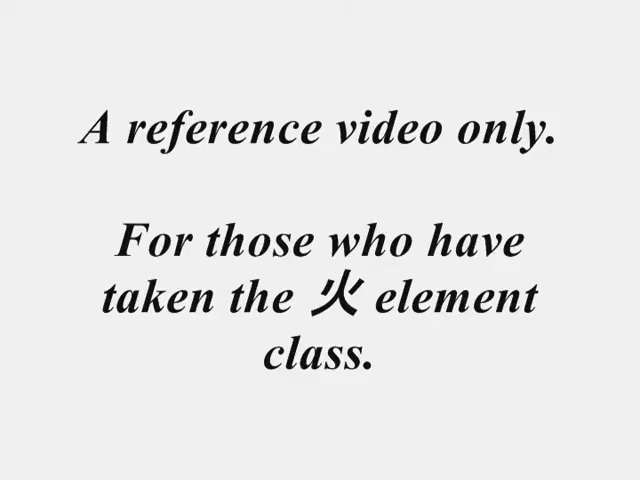 A reference video only.
For those who have
taken the 火 element
class.